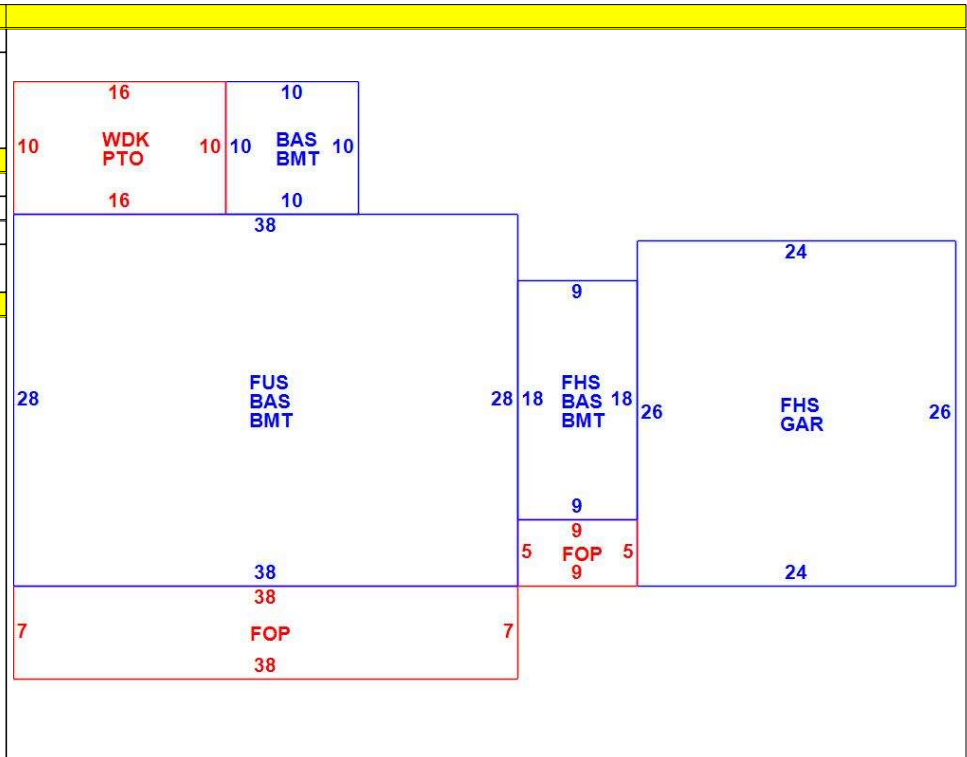 16 10
10 WDK 10 10 BAS 10
PTO BMT
16 10
38
24
9
28 FUS 28 18 FHS 18 26 FHS 26
BAS BAS GAR
BMT BMT
9
9
5 FOP 5
38 9 24
38
7 FOP 7
38